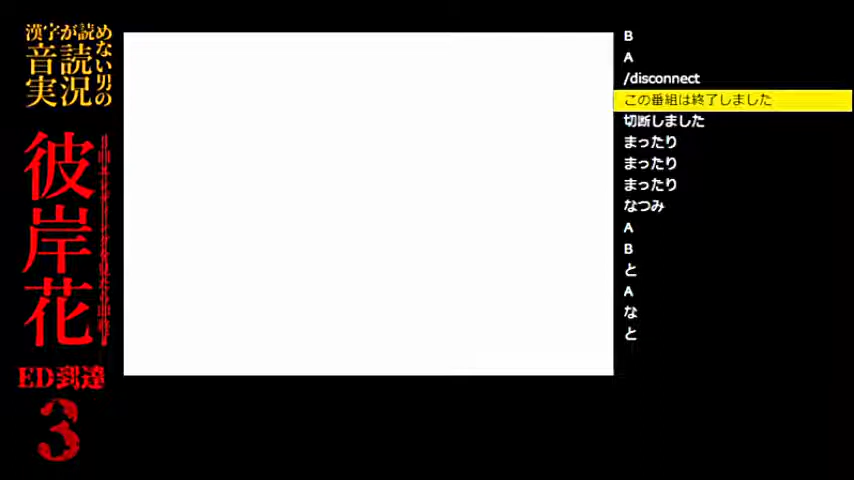 漢字が読め
ない男の
音読
実況
彼岸花
ED到達
3
B
A
/disconnect
この番組は終了しました
切断しました
まったり
まったり
まったり
なつみ
A
B
と
A
な
と